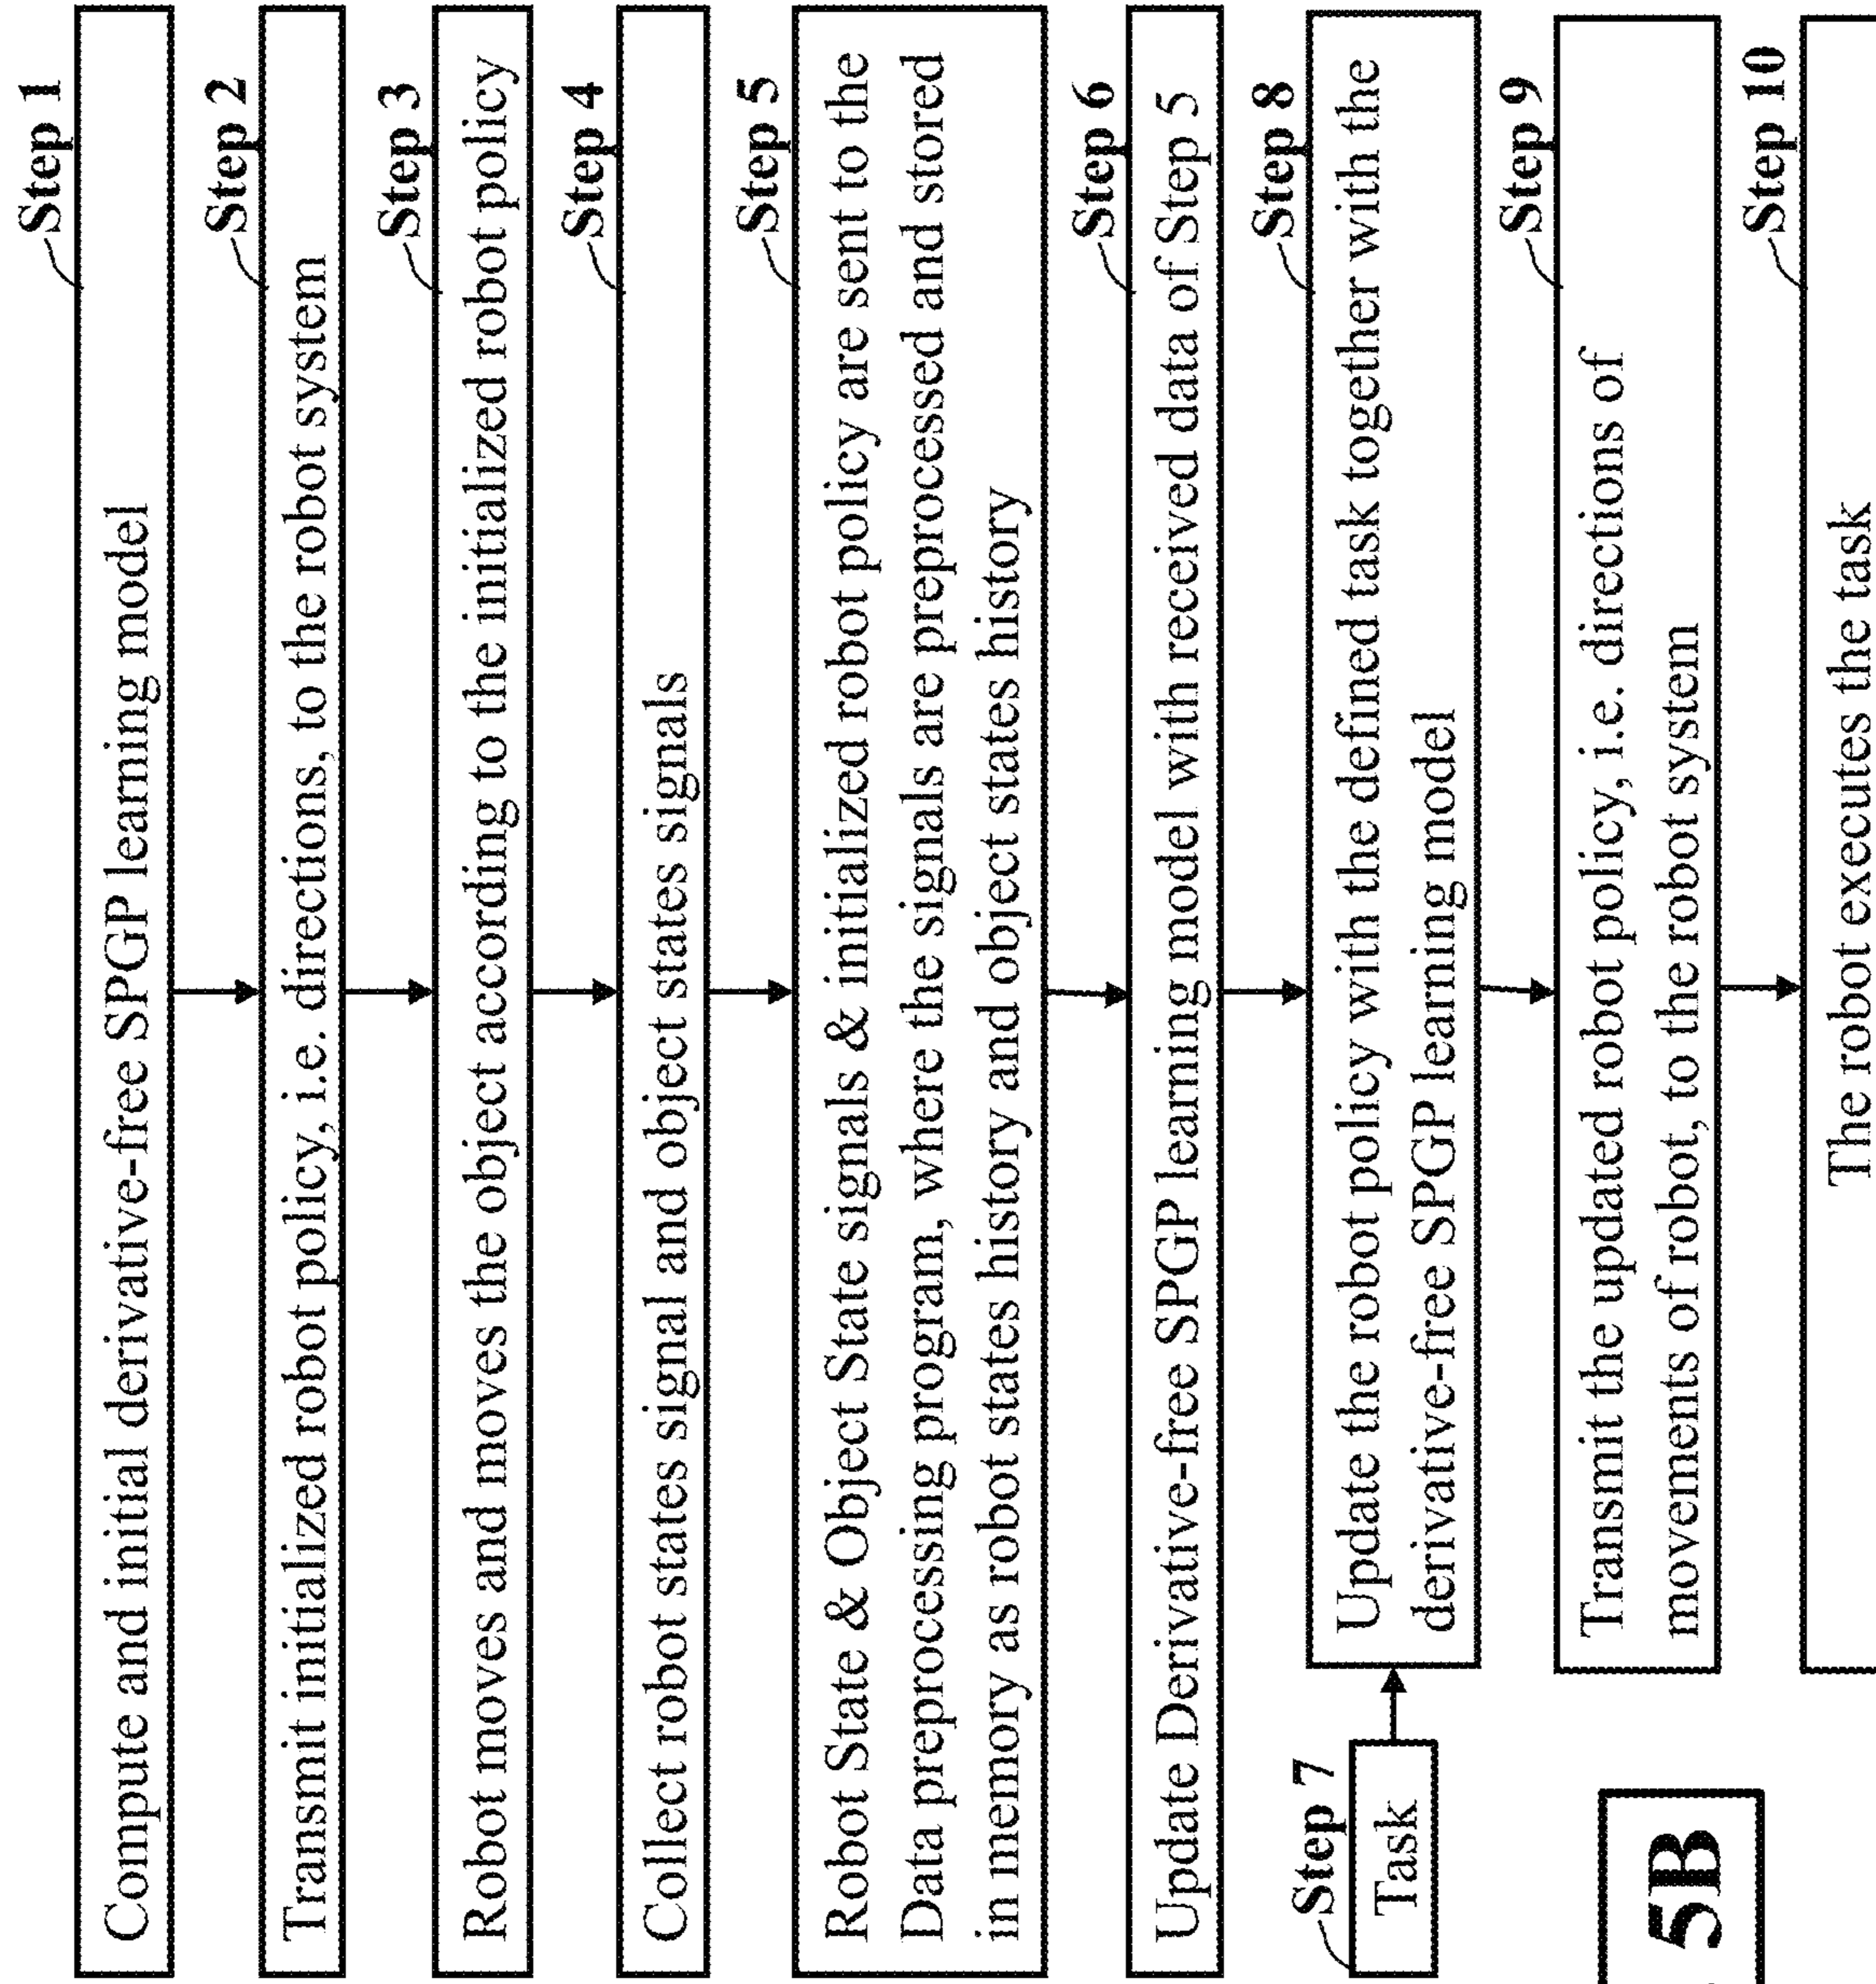 Step 1
Compute and initial derivative-free SPGP learning model
Step 2
Transmit initialized robot policy, i.e. directions, to the robot system
Step 3
Robot moves and moves the object according to the initialized robot policy
Step 4
Collect robot states signal and object states signals
Step 5
Robot State & Object State signals & initialized robot policy are sent to the
Data preprocessing program, where the signals are preprocessed and stored
in memory as robot states history and object states history
Step 6
Update Derivative-free SPGP learning model with received data of Step 5
Step 7
Task
Step 8
Update the robot policy with the defined task together with the
derivative-free SPGP learning model
Step 9
Transmit the updated robot policy, i.e. directions of
movements of robot, to the robot system
Step 10
The robot executes the task
5B